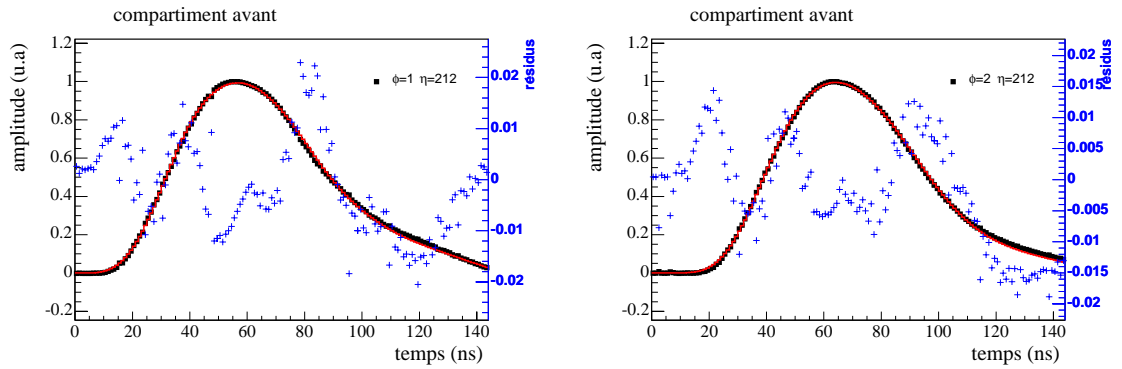 compartiment avant
amplitude (u.a)
1.2
1
0.8
0.6
0.4
0.2
0
-0.2
0 20 40 60 80 100 120 140
temps (ns)
ϕ=1 η=212
résidus
0.02
0.01
0
-0.01
-0.02
compartiment avant
amplitude (u.a)
1.2
1
0.8
0.6
0.4
0.2
0
-0.2
0 20 40 60 80 100 120 140
temps (ns)
ϕ=2 η=212
résidus
0.02
0.015
0.01
0.005
0
-0.005
-0.01
-0.015
-0.02